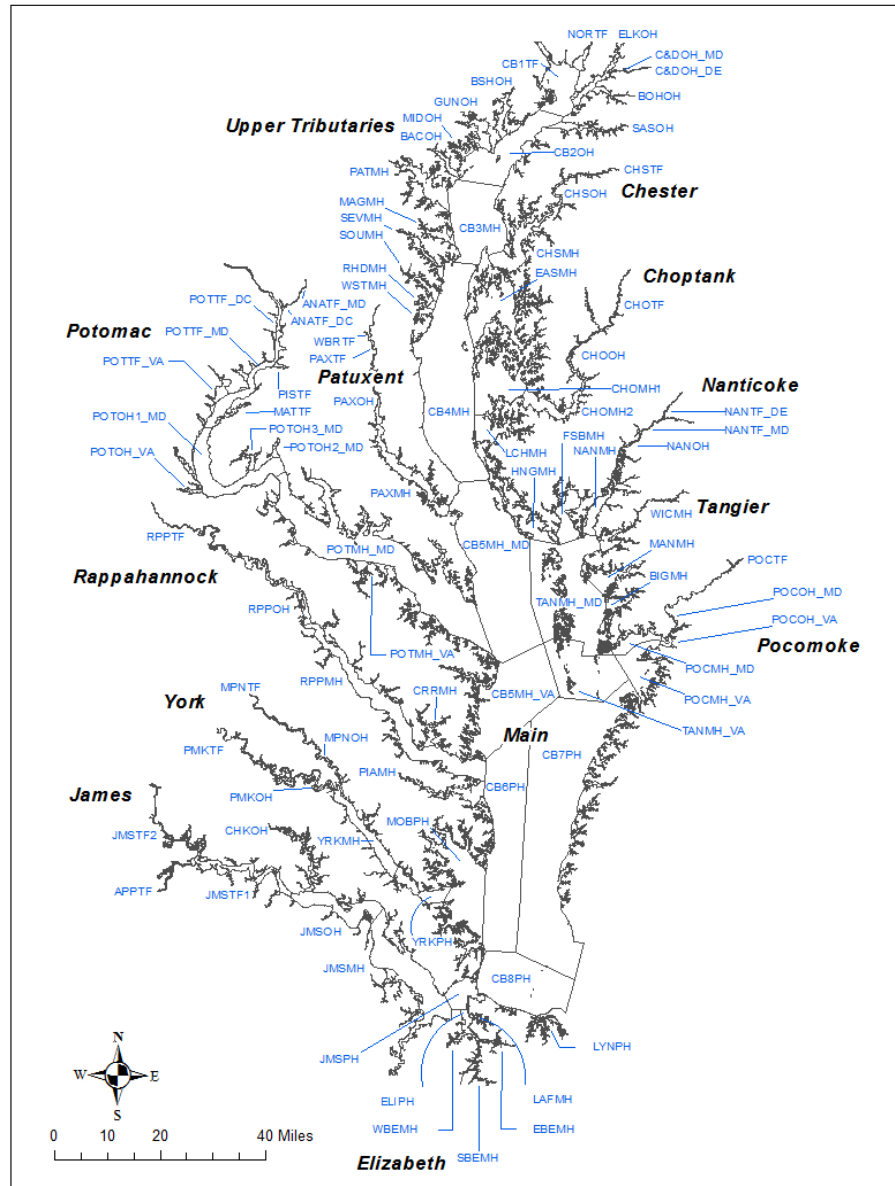 NORTF ELKOH
C&DOH_MD
CB1TF
C&DOH_DE
BSHOH
BOHOH
GUNOH
MIDOH
Upper Tributaries
SASOH
BACOH
CB2OH
PATMH
CHSTF
CHSOH
Chester
MAGMH
SEVMH
CB3MH
SOUMH
CHSMH
RHDMH
EASMH
Choptank
WSTMH
POTTF_DC
ANATF_MD
CHOTF
ANATF_DC
Potomac
POTTF_MD
WBRTF
CHOOH
POTTF_VA
PAXTF
Patuxent
Nanticoke
PISTF
CB4MH
CHOMH1
PAXOH
NANTF_DE
MATTF
CHOMH2
POTOH1_MD
NANTF_MD
POTOH3_MD
FSBMH
POTOH_VA
POTOH2_MD
LCHMH
NANMH
NANOH
HNGMH
PAXMH
Tangier
WICMH
RPPTF
CB5MH_MD
MANMH
POTMH_MD
POCTF
Rappahannock
BIGMH
POCOH_MD
RPPOH
TANMH_MD
POCOH_VA
Pocomoke
POTMH_VA
POCMH_MD
RPPMH
CRRMH
CB5MH_VA
POCMH_VA
York
MPNTF
TANMH_VA
Main
PMKTF
MPNOH
CB7PH
PIAMH
CB6PH
James
PMKOH
MOBPH
JMSTF2
CHKOH
YRKMH
APPTF
JMSTF1
JMSOH
YRKPH
JMSMH
CB8PH
N
W E
S
JMSPH
LYNPH
ELIPH
LAFMH
WBEMH
EBEMH
0 10 20 40 Miles
SBEMH
Elizabeth